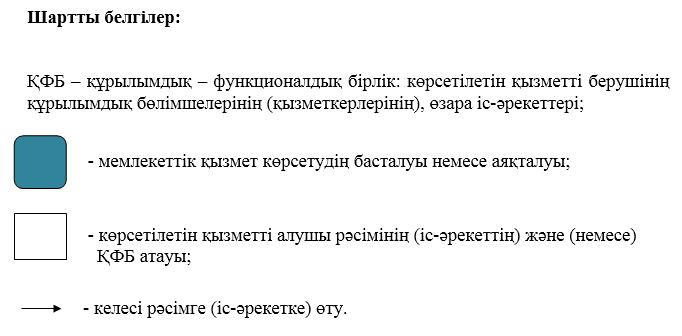 Шартты белгілер:
ҚФБ – құрылымдық – функционалдық бірлік: көрсетілетін қызметті берушінің
құрылымдық бөлімшелерінің (қызметкерлерінің), өзара іс-әрекеттері;
- мемлекеттік қызмет көрсетудің басталуы немесе аяқталуы;
- көрсетілетін қызметті алушы рәсімінің (іс-әрекеттін) және (немесе)
ҚФБ атауы;
- келесі рәсімге (іс-әрекетке) өту.